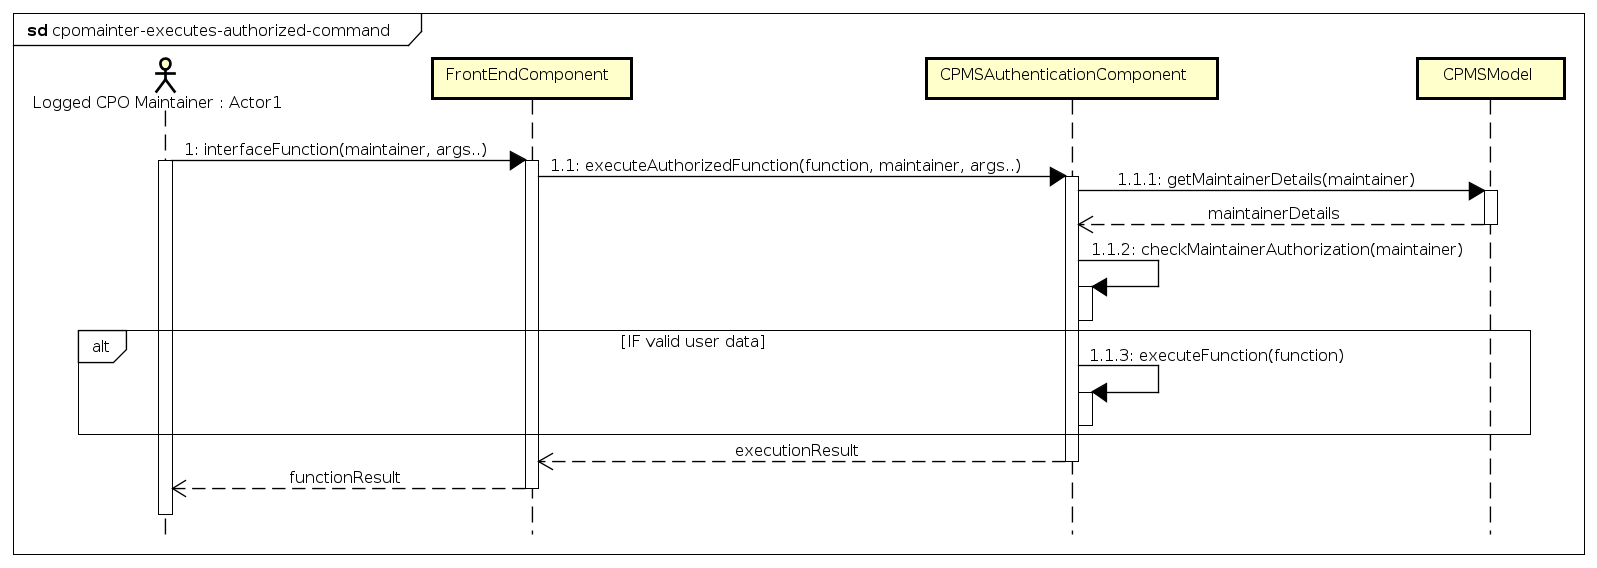 sd cpomainter-executes-authorized-command
Logged CPO Maintainer : Actor1
FrontEndComponent
CPMSAuthenticationComponent
CPMSModel
1: interfaceFunction(maintainer, args..)
1.1: executeAuthorizedFunction(function, maintainer, args..)
1.1.1: getMaintainerDetails(maintainer)
maintainerDetails
1.1.2: checkMaintainerAuthorization(maintainer)
alt
[IF valid user data]
1.1.3: executeFunction(function)
executionResult
functionResult